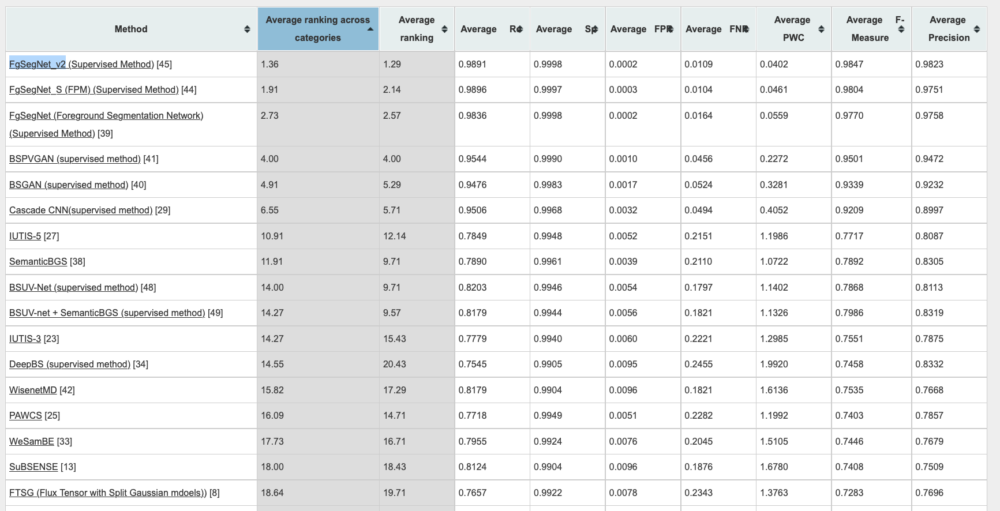 Method Average ranking across categories Average ranking Average Re Average Sp Average FPR Average FNR Average PWC Average F-Measure Average Precision
FgSegNet_v2 (Supervised Method) [45] 1.36 1.29 0.9891 0.9998 0.0002 0.0109 0.0402 0.9847 0.9823
FgSegNet_S (FPM) (Supervised Method) [44] 1.91 2.14 0.9896 0.9997 0.0003 0.0104 0.0461 0.9804 0.9751
FgSegNet (Foreground Segmentation Network) (Supervised Method) [39] 2.73 2.57 0.9836 0.9998 0.0002 0.0164 0.0559 0.9770 0.9758
BSPVGAN (supervised method) [41] 4.00 4.00 0.9544 0.9990 0.0010 0.0456 0.2272 0.9501 0.9472
BSGAN (supervised method) [40] 4.91 5.29 0.9476 0.9983 0.0017 0.0524 0.3281 0.9339 0.9232
Cascade CNN(supervised method) [29] 6.55 5.71 0.9506 0.9968 0.0032 0.0494 0.4052 0.9209 0.8997
IUTIS-5 [27] 10.91 12.14 0.7849 0.9948 0.0052 0.2151 1.1986 0.7717 0.8087
SemanticBGS [38] 11.91 9.71 0.7890 0.9961 0.0039 0.2110 1.0722 0.7892 0.8305
BSUV-Net (supervised method) [48] 14.00 9.71 0.8203 0.9946 0.0054 0.1797 1.1402 0.7868 0.8113
BSUV-net + SemanticBGS (supervised method) [49] 14.27 9.57 0.8179 0.9944 0.0056 0.1821 1.1326 0.7986 0.8319
IUTIS-3 [23] 14.27 15.43 0.7779 0.9940 0.0060 0.2221 1.2985 0.7551 0.7875
DeepBS (supervised method) [34] 14.55 20.43 0.7545 0.9905 0.0095 0.2455 1.9920 0.7458 0.8332
WisenetMD [42] 15.82 17.29 0.8179 0.9904 0.0096 0.1821 1.6136 0.7535 0.7668
PAWCS [25] 16.09 14.71 0.7718 0.9949 0.0051 0.2282 1.1992 0.7403 0.7857
WeSamBE [33] 17.73 16.71 0.7955 0.9924 0.0076 0.2045 1.5105 0.7446 0.7679
SuBSENSE [13] 18.00 18.43 0.8124 0.9904 0.0096 0.1876 1.6780 0.7408 0.7509
FTSG (Flux Tensor with Split Gaussian mdoels)) [8] 18.64 19.71 0.7657 0.9922 0.0078 0.2343 1.3763 0.7283 0.7696